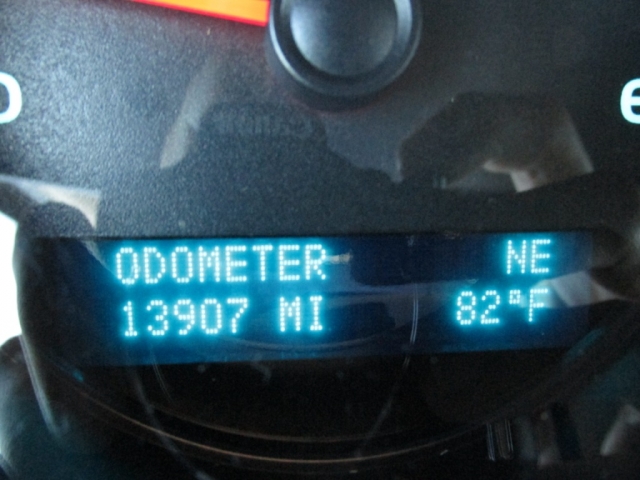 ODOMETER NE
13907 MI 82°F